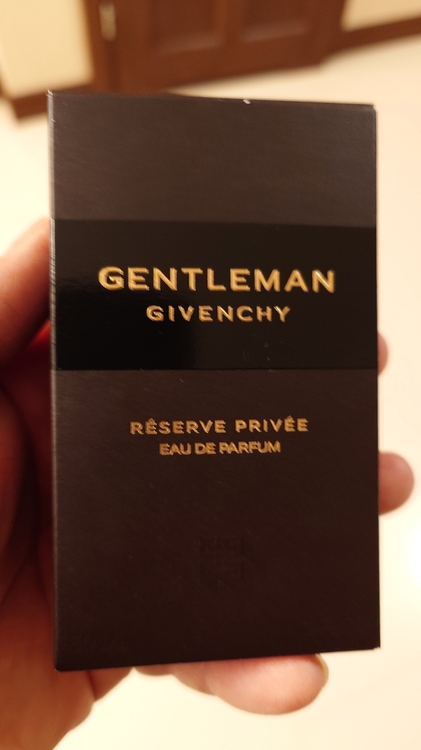 GENTLEMAN
GIVENCHY
RÉSERVE PRIVÉE
EAU DE PARFUM